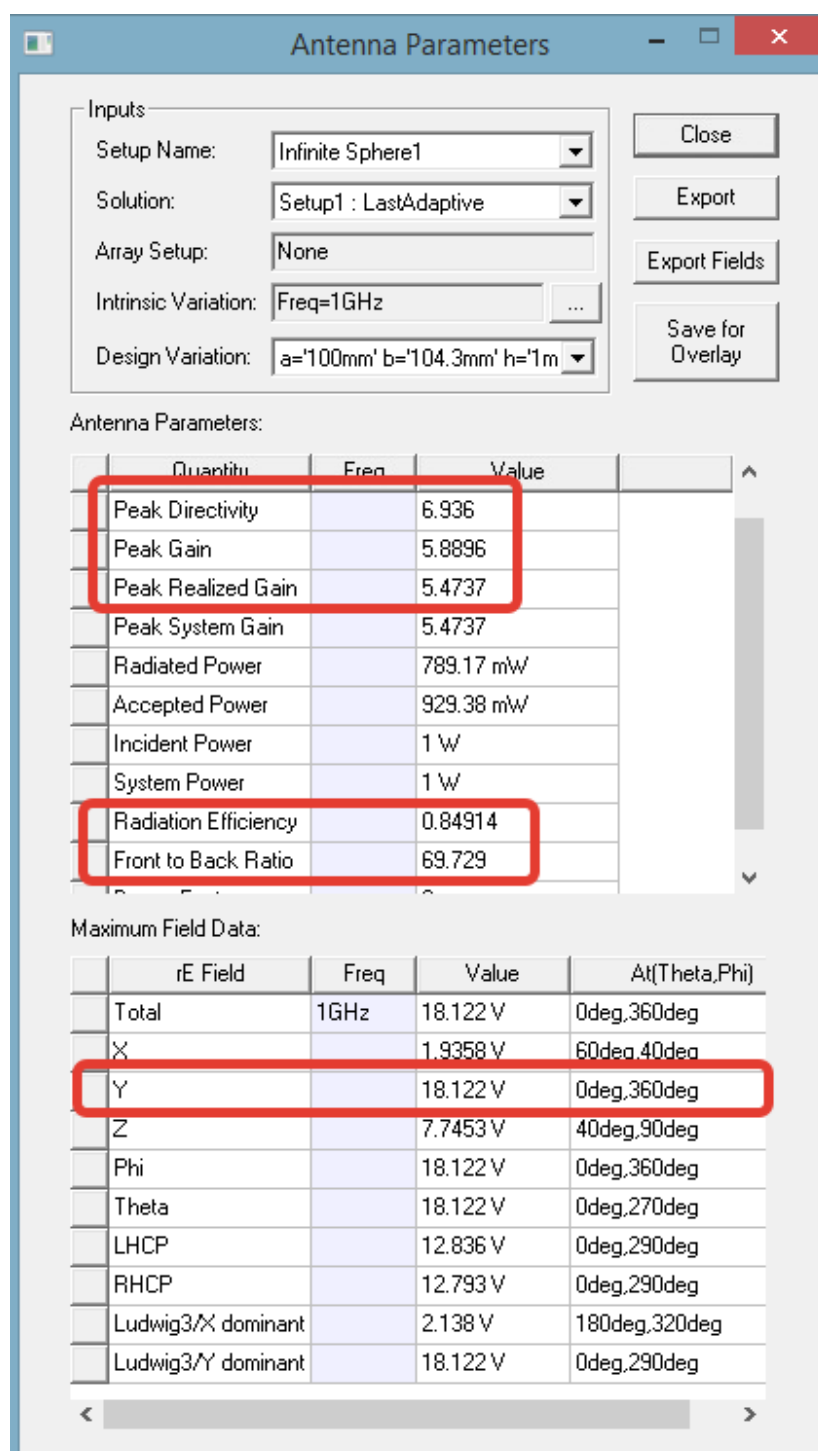 Antenna Parameters
Inputs
Setup Name: Infinite Sphere1
Solution: Setup1 : LastAdaptive
Array Setup: None
Intrinsic Variation: Freq=1GHz ...
Design Variation: a='100mm' b='104.3mm' h='1m
Close
Export
Export Fields
Save for
Overlay
Antenna Parameters:
Quantity Freq Value
Peak Directivity 6.936
Peak Gain 5.8896
Peak Realized Gain 5.4737
Peak System Gain 5.4737
Radiated Power 789.17 mW
Accepted Power 929.38 mW
Incident Power 1 W
System Power 1 W
Radiation Efficiency 0.84914
Front to Back Ratio 69.729
Maximum Field Data:
rE Field Freq Value At(Theta,Phi)
Total 1GHz 18.122 V 0deg,360deg
X 1.9358 V 60deg,40deg
Y 18.122 V 0deg,360deg
Z 7.7453 V 40deg,90deg
Phi 18.122 V 0deg,360deg
Theta 18.122 V 0deg,270deg
LHCP 12.836 V 0deg,290deg
RHCP 12.793 V 0deg,290deg
Ludwig3/X dominant 2.138 V 180deg,320deg
Ludwig3/Y dominant 18.122 V 0deg,290deg